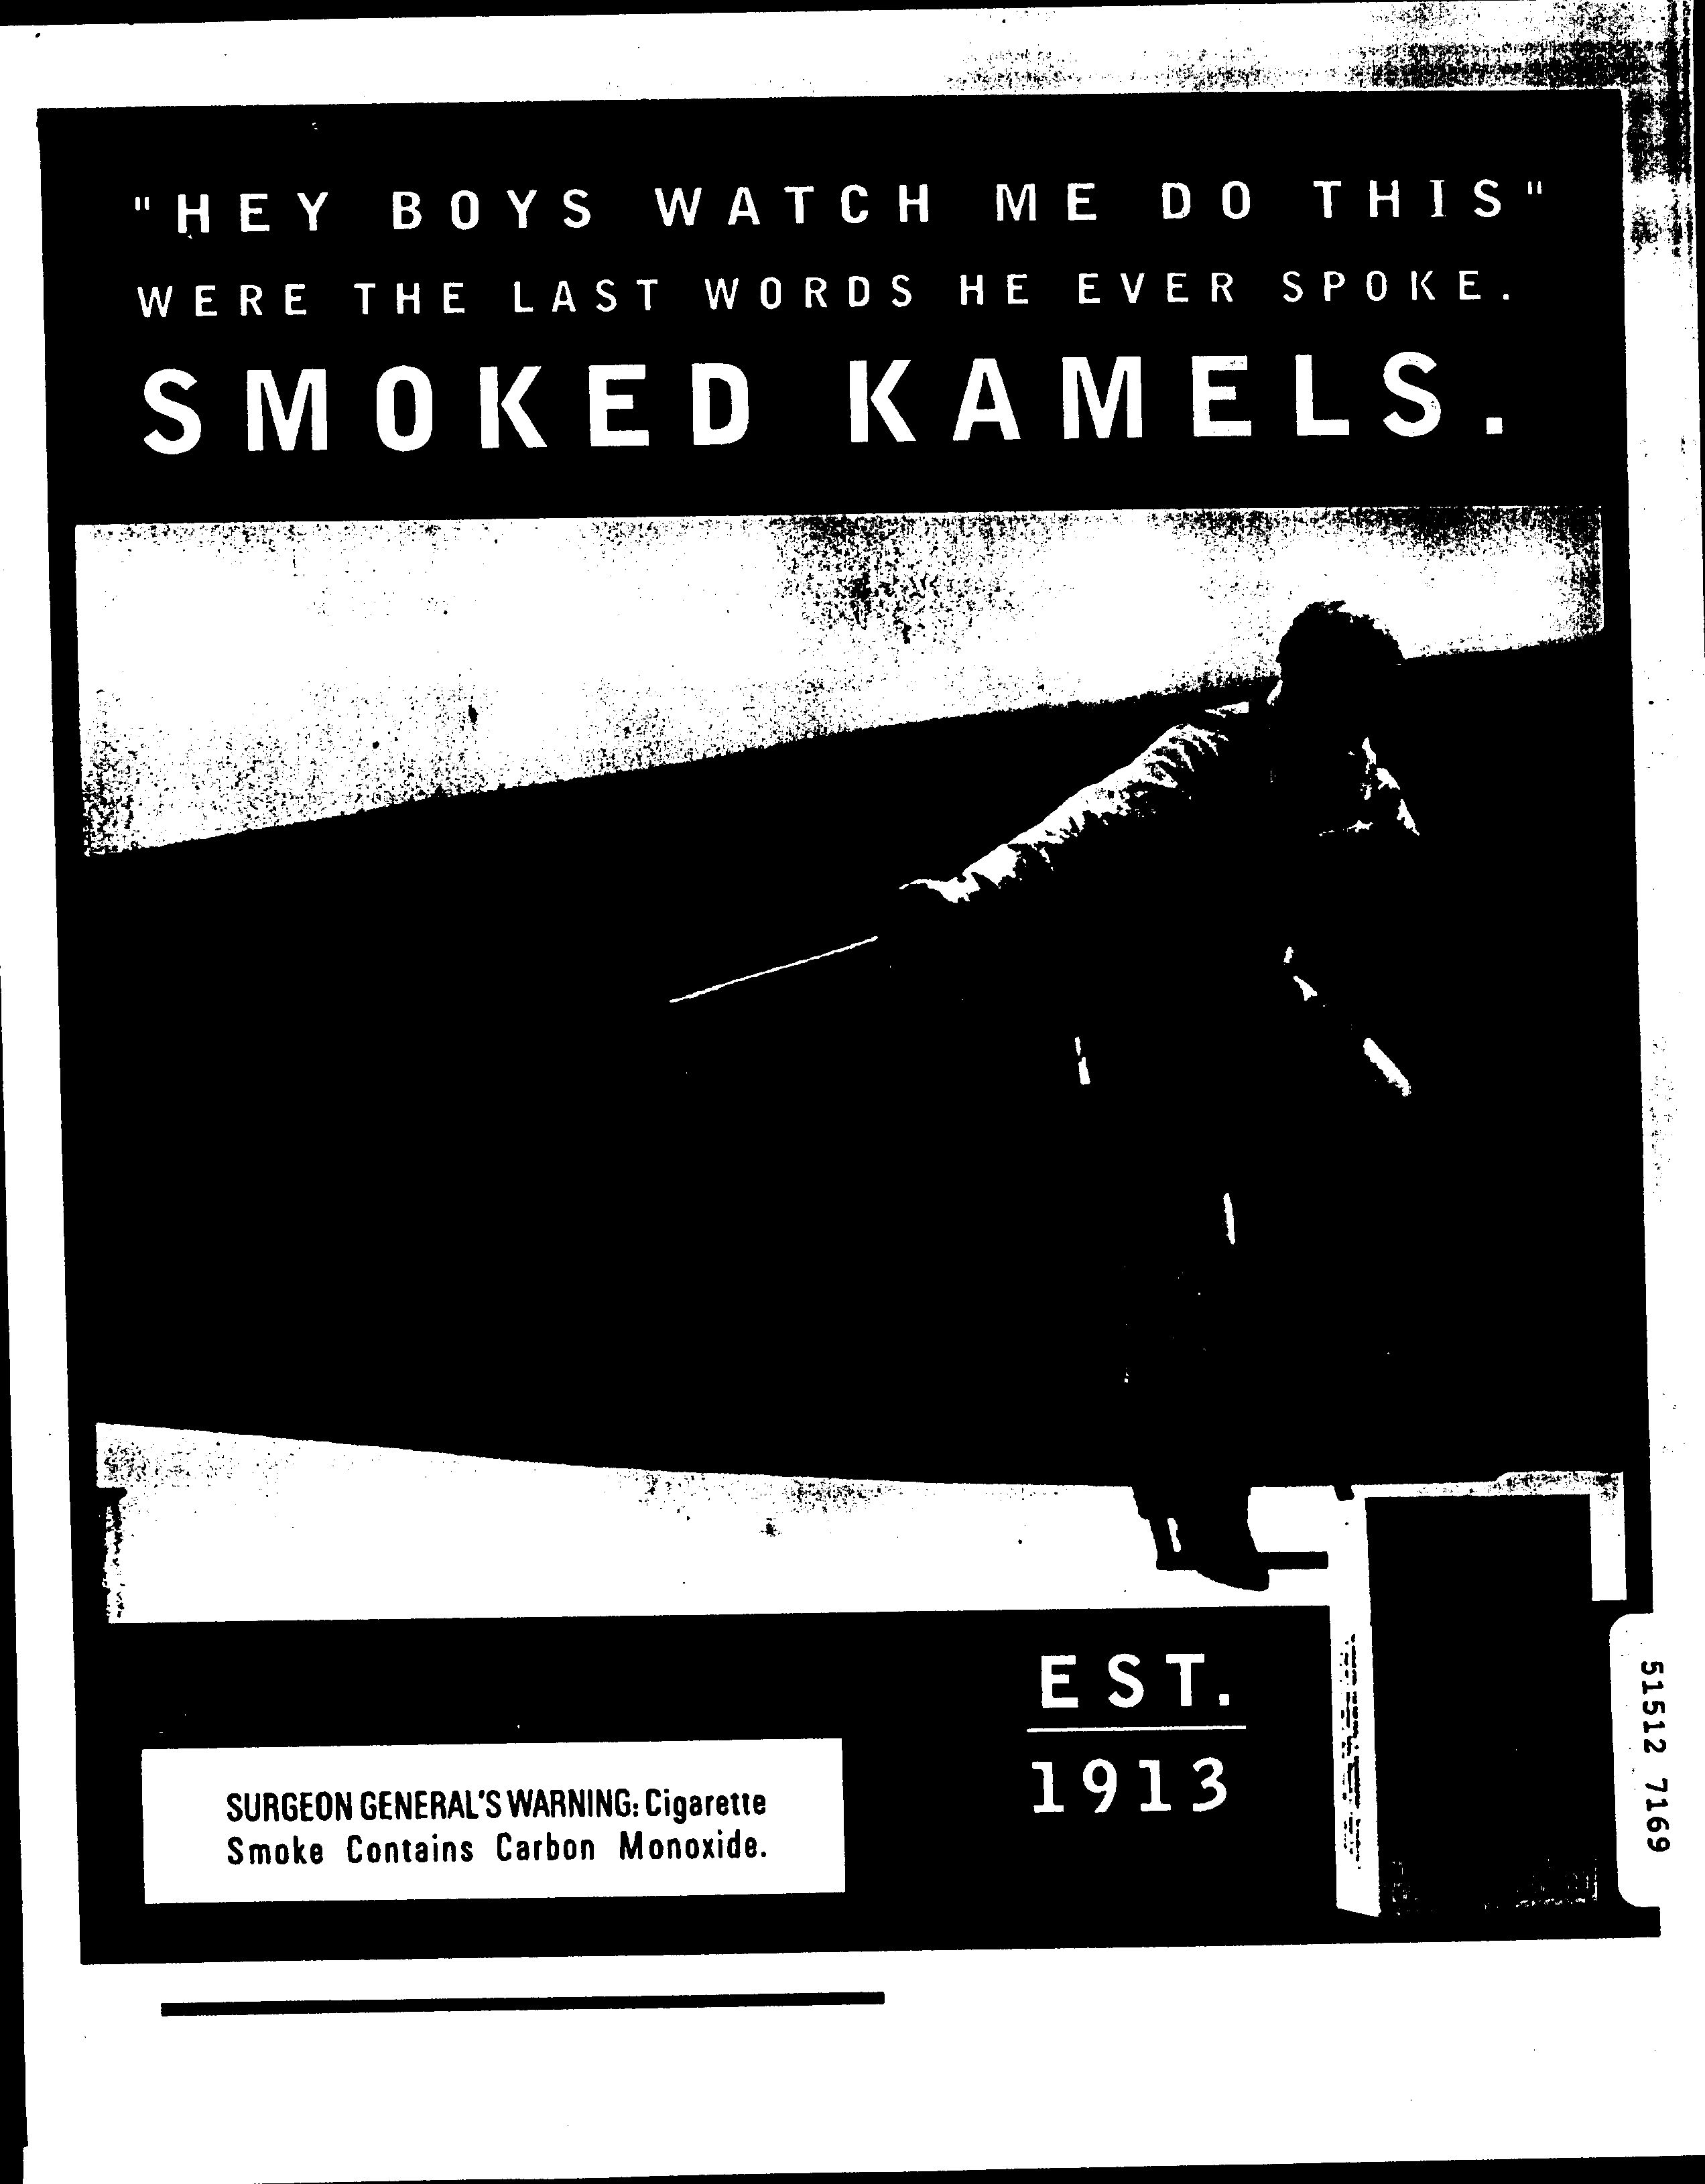 "HEY BOYS WATCH ME DO THIS"
WERE THE LAST WORDS HE EVER SPOKE.
SMOKED KAMELS.
EST.
1913
SURGEON GENERAL'S WARNING: Cigarette
Smoke Contains Carbon Monoxide.
51512 7169